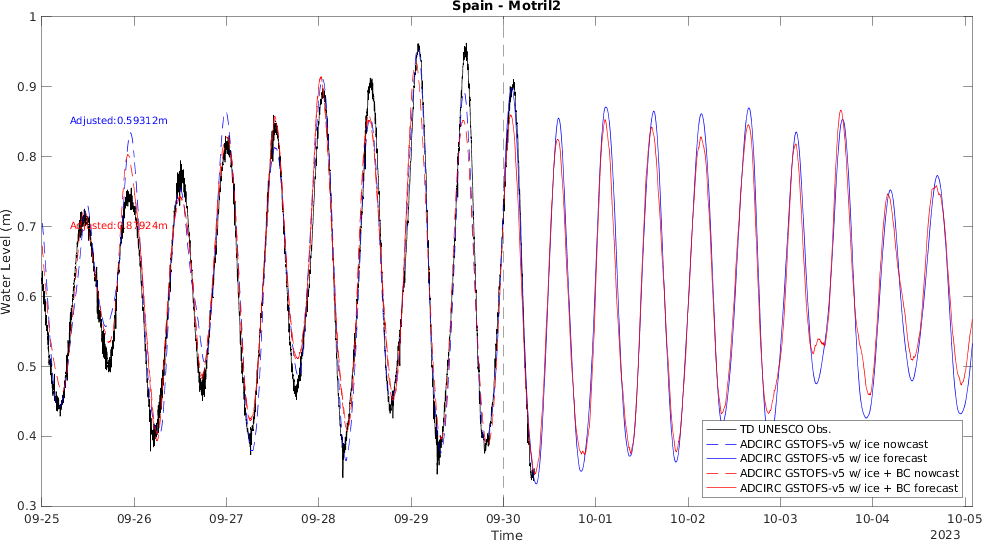 Spain - Motril2
1
0.9
0.8
0.7
0.6
0.5
0.4
0.3
Water Level (m)
Adjusted:0.59312m
Adjusted:0.87924m
TD UNESCO Obs.
ADCIRC GSTOFS-v5 w/ ice nowcast
ADCIRC GSTOFS-v5 w/ ice forecast
ADCIRC GSTOFS-v5 w/ ice + BC nowcast
ADCIRC GSTOFS-v5 w/ ice + BC forecast
09-25 09-26 09-27 09-28 09-29 09-30 10-01 10-02 10-03 10-04 10-05
Time
2023